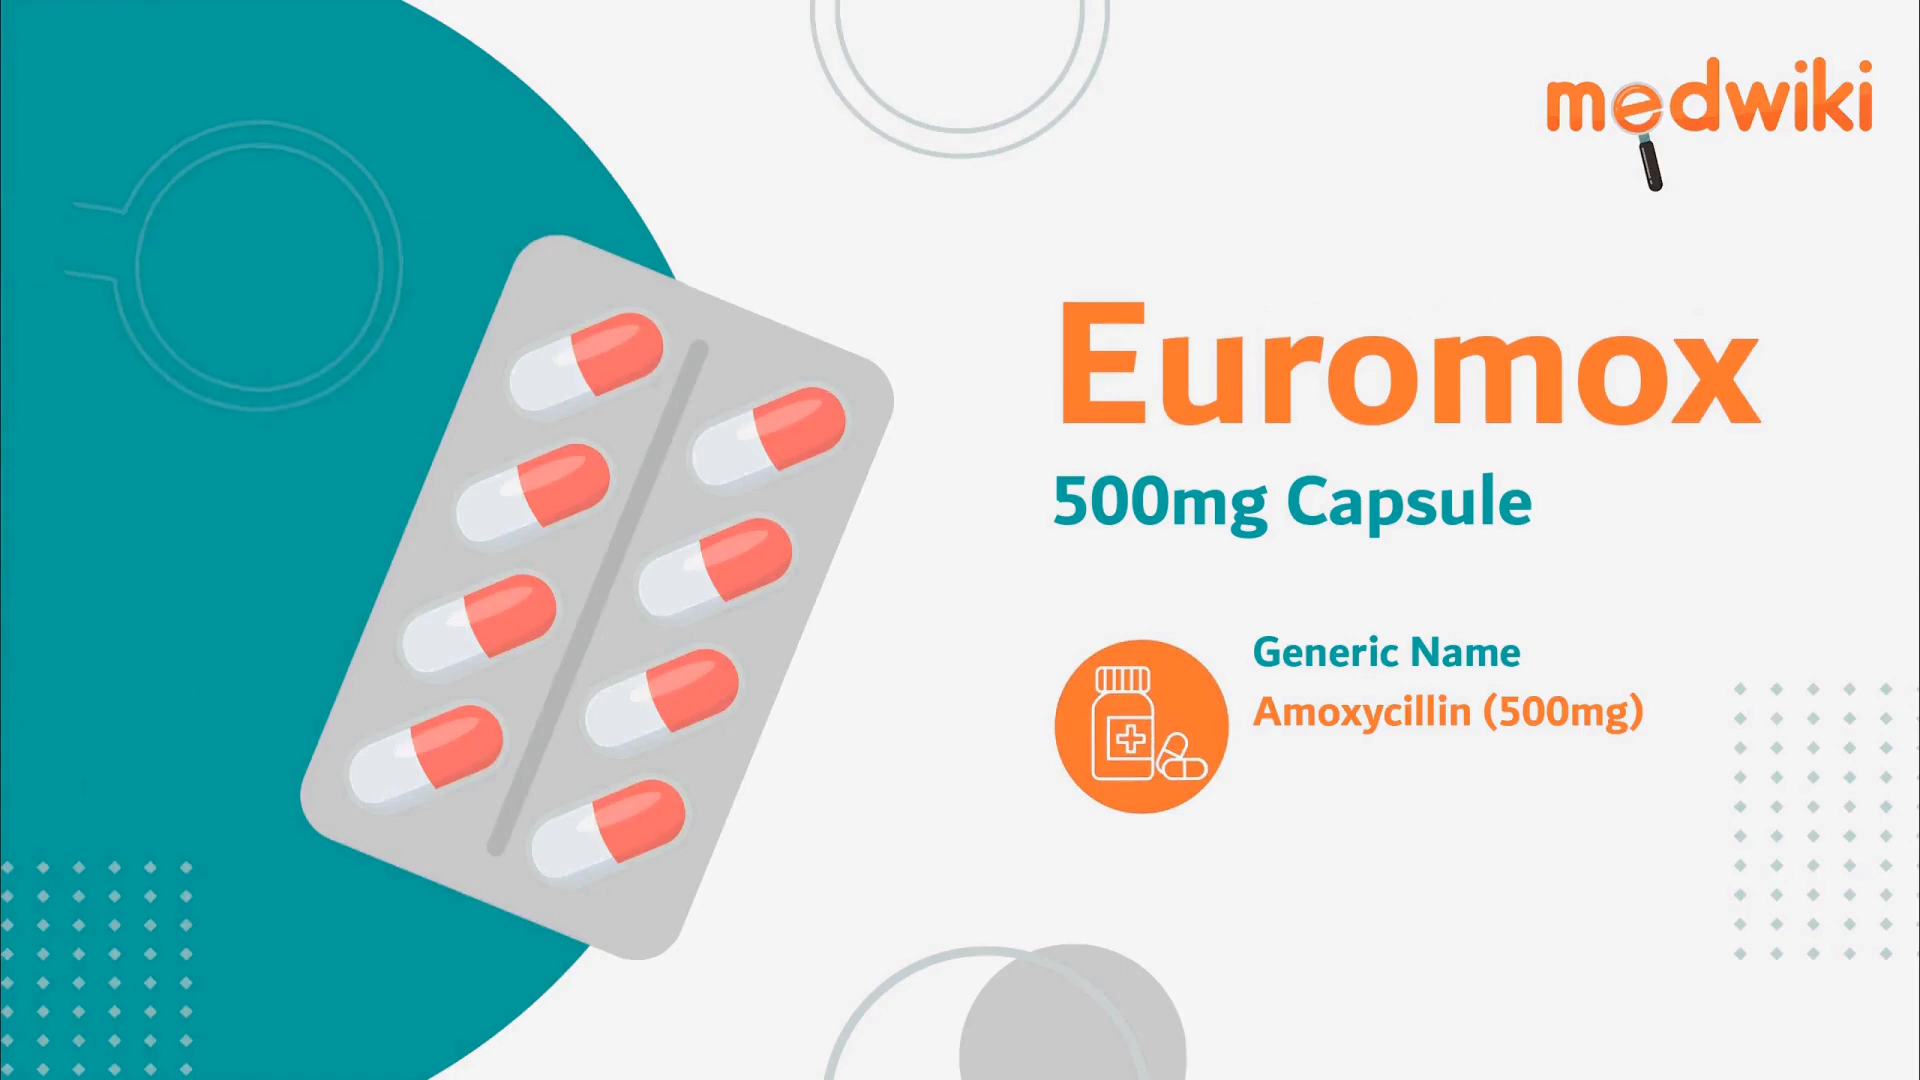 medwiki
Euromox
500mg Capsule
Generic Name
Amoxycillin (500mg)